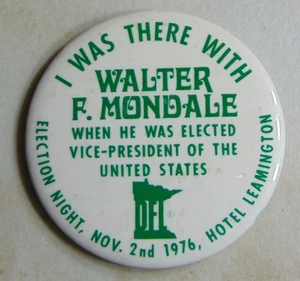 I WAS THERE WITH
WALTER
F. MONDALE
WHEN HE WAS ELECTED
VICE-PRESIDENT OF THE
UNITED STATES
DFL
ELECTION NIGHT, NOV. 2nd 1976, HOTEL LEAMINGTON